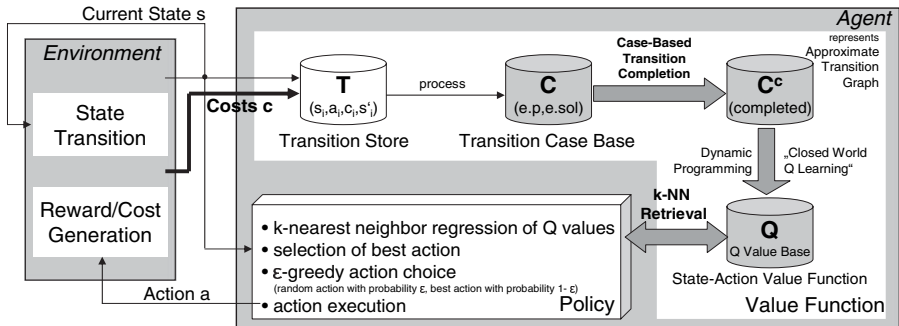 Current State s
Agent
Environment
State
Transition
Reward/Cost
Generation
Costs c
Action a
T
(sᵢ,aᵢ,cᵢ,s‘ᵢ)
Transition Store
process
C
(e.p,e.sol)
Transition Case Base
Case-Based
Transition
Completion
Cᶜ
(completed)
represents
Approximate
Transition
Graph
Dynamic
Programming
„Closed World
Q Learning“
k-NN
Retrieval
Q
Q Value Base
State-Action Value Function
Value Function
• k-nearest neighbor regression of Q values
• selection of best action
• ε-greedy action choice
(random action with probability ε, best action with probability 1- ε)
• action execution
Policy